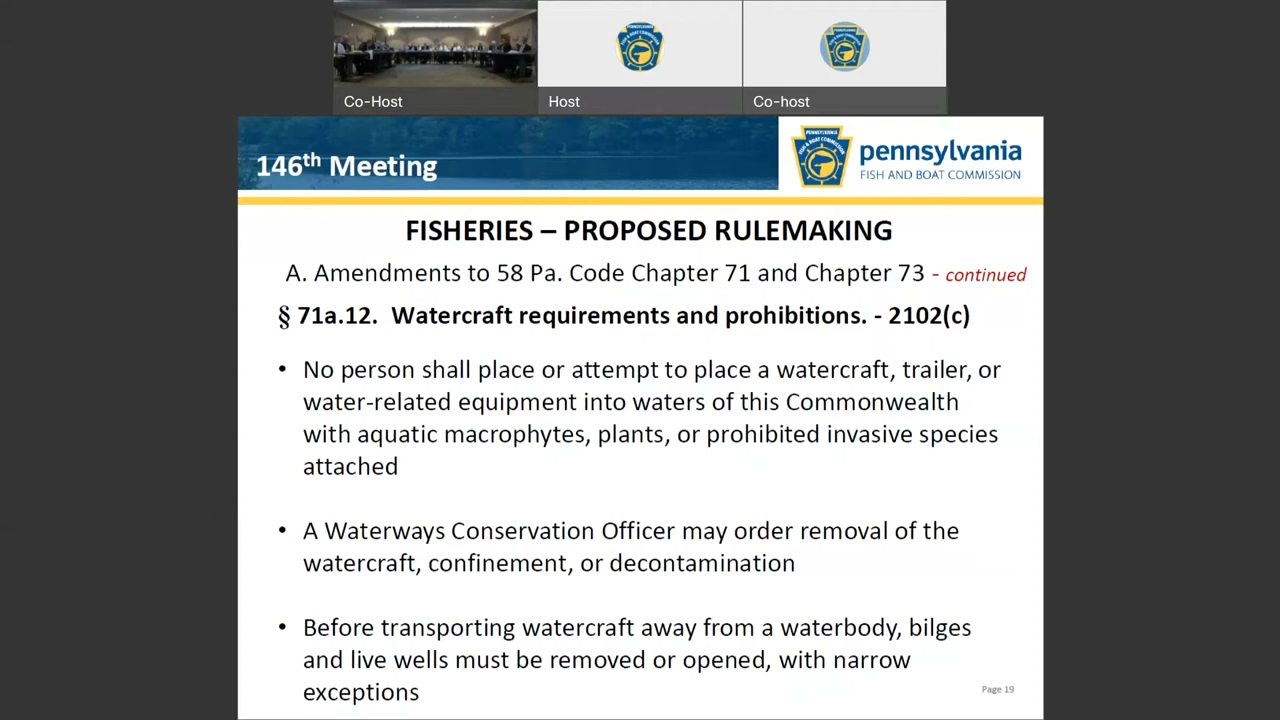 Co-Host
Host
Co-host
146th Meeting
pennsylvania
FISH AND BOAT COMMISSION
FISHERIES – PROPOSED RULEMAKING
A. Amendments to 58 Pa. Code Chapter 71 and Chapter 73 - continued
§ 71a.12. Watercraft requirements and prohibitions. - 2102(c)
• No person shall place or attempt to place a watercraft, trailer, or
water-related equipment into waters of this Commonwealth
with aquatic macrophytes, plants, or prohibited invasive species
attached
• A Waterways Conservation Officer may order removal of the
watercraft, confinement, or decontamination
• Before transporting watercraft away from a waterbody, bilges
and live wells must be removed or opened, with narrow
exceptions
Page 19